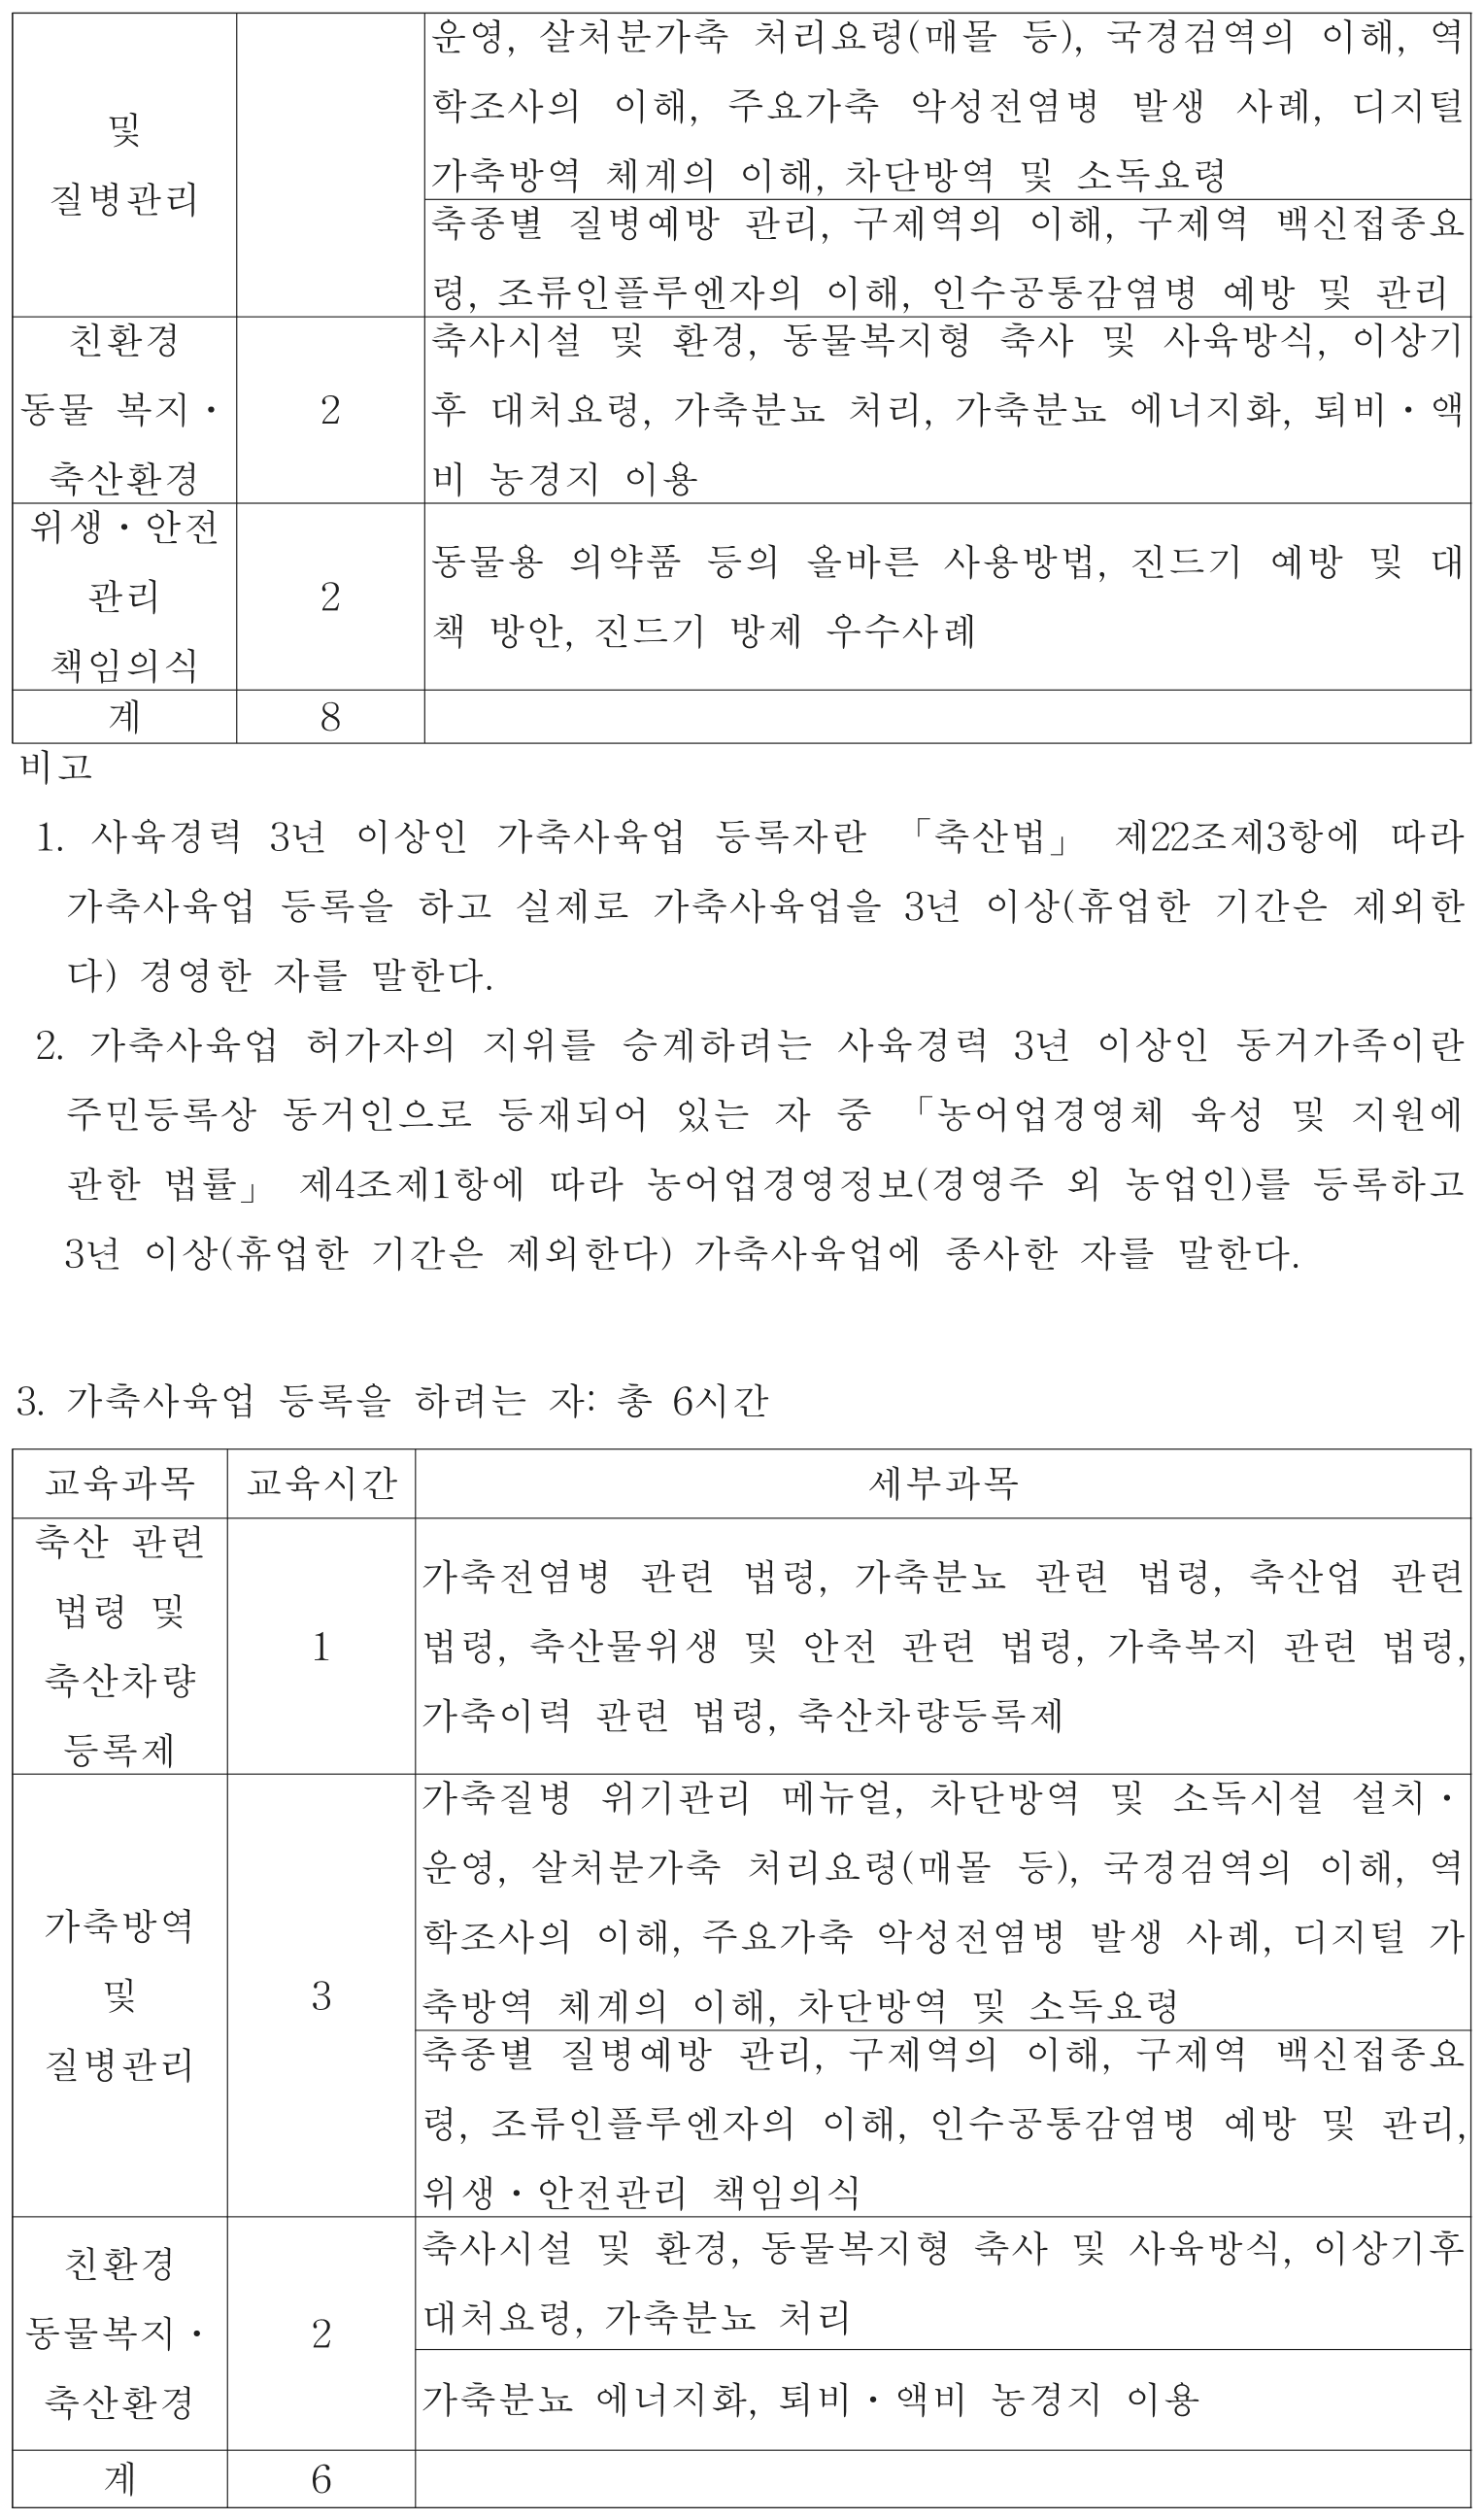 및
질병관리
운영, 살처분가축 처리요령(매몰 등), 국경검역의 이해, 역
학조사의 이해, 주요가축 악성전염병 발생 사례, 디지털
가축방역 체계의 이해, 차단방역 및 소독요령
축종별 질병예방 관리, 구제역의 이해, 구제역 백신접종요
령, 조류인플루엔자의 이해, 인수공통감염병 예방 및 관리
친환경
동물 복지·
축산환경
2
축사시설 및 환경, 동물복지형 축사 및 사육방식, 이상기
후 대처요령, 가축분뇨 처리, 가축분뇨 에너지화, 퇴비·액
비 농경지 이용
위생·안전
관리
책임의식
2
동물용 의약품 등의 올바른 사용방법, 진드기 예방 및 대
책 방안, 진드기 방제 우수사례
계
8
비고
1. 사육경력 3년 이상인 가축사육업 등록자란 「축산법」 제22조제3항에 따라
가축사육업 등록을 하고 실제로 가축사육업을 3년 이상(휴업한 기간은 제외한
다) 경영한 자를 말한다.
2. 가축사육업 허가자의 지위를 승계하려는 사육경력 3년 이상인 동거가족이란
주민등록상 동거인으로 등재되어 있는 자 중 「농어업경영체 육성 및 지원에
관한 법률」 제4조제1항에 따라 농어업경영정보(경영주 외 농업인)를 등록하고
3년 이상(휴업한 기간은 제외한다) 가축사육업에 종사한 자를 말한다.
3. 가축사육업 등록을 하려는 자: 총 6시간
교육과목
교육시간
세부과목
축산 관련
법령 및
축산차량
등록제
1
가축전염병 관련 법령, 가축분뇨 관련 법령, 축산업 관련
법령, 축산물위생 및 안전 관련 법령, 가축복지 관련 법령,
가축이력 관련 법령, 축산차량등록제
가축방역
및
질병관리
3
가축질병 위기관리 메뉴얼, 차단방역 및 소독시설 설치·
운영, 살처분가축 처리요령(매몰 등), 국경검역의 이해, 역
학조사의 이해, 주요가축 악성전염병 발생 사례, 디지털 가
축방역 체계의 이해, 차단방역 및 소독요령
축종별 질병예방 관리, 구제역의 이해, 구제역 백신접종요
령, 조류인플루엔자의 이해, 인수공통감염병 예방 및 관리,
위생·안전관리 책임의식
친환경
동물복지·
축산환경
2
축사시설 및 환경, 동물복지형 축사 및 사육방식, 이상기후
대처요령, 가축분뇨 처리
가축분뇨 에너지화, 퇴비·액비 농경지 이용
계
6